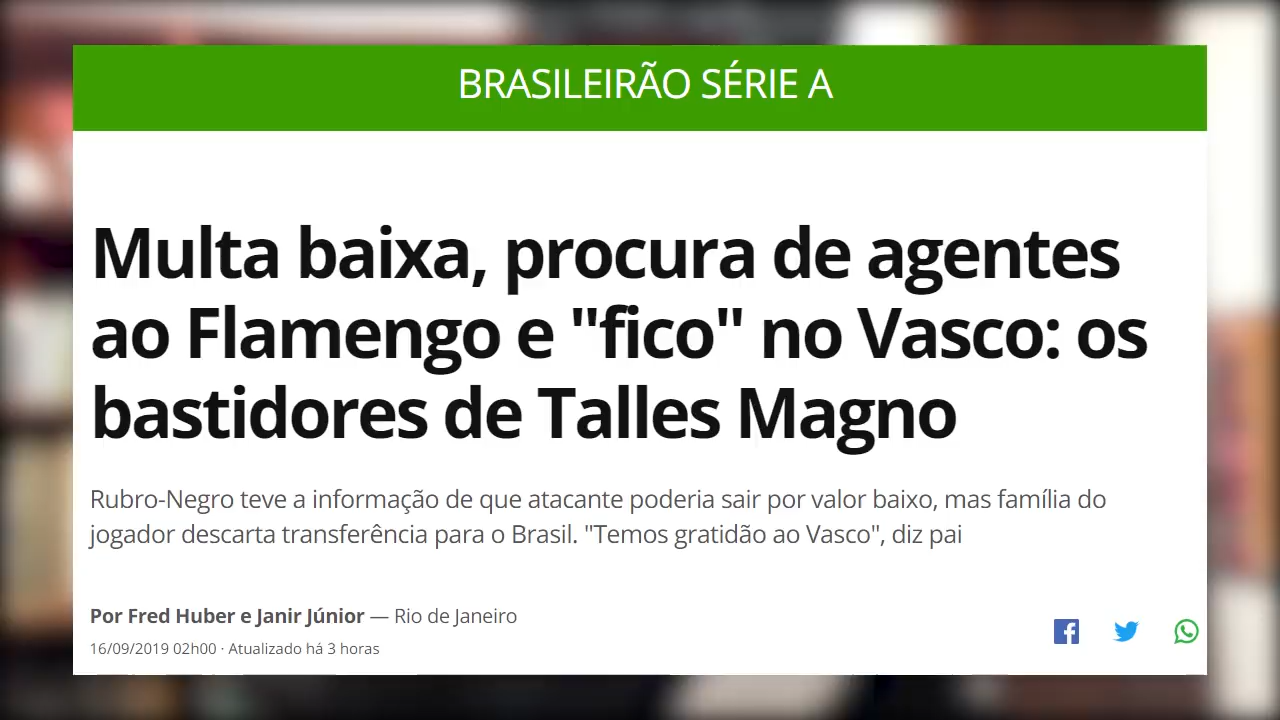 BRASILEIRÃO SÉRIE A
Multa baixa, procura de agentes
ao Flamengo e "fico" no Vasco: os
bastidores de Talles Magno
Rubro-Negro teve a informação de que atacante poderia sair por valor baixo, mas família do
jogador descarta transferência para o Brasil. "Temos gratidão ao Vasco", diz pai
Por Fred Huber e Janir Júnior — Rio de Janeiro
16/09/2019 02h00 · Atualizado há 3 horas